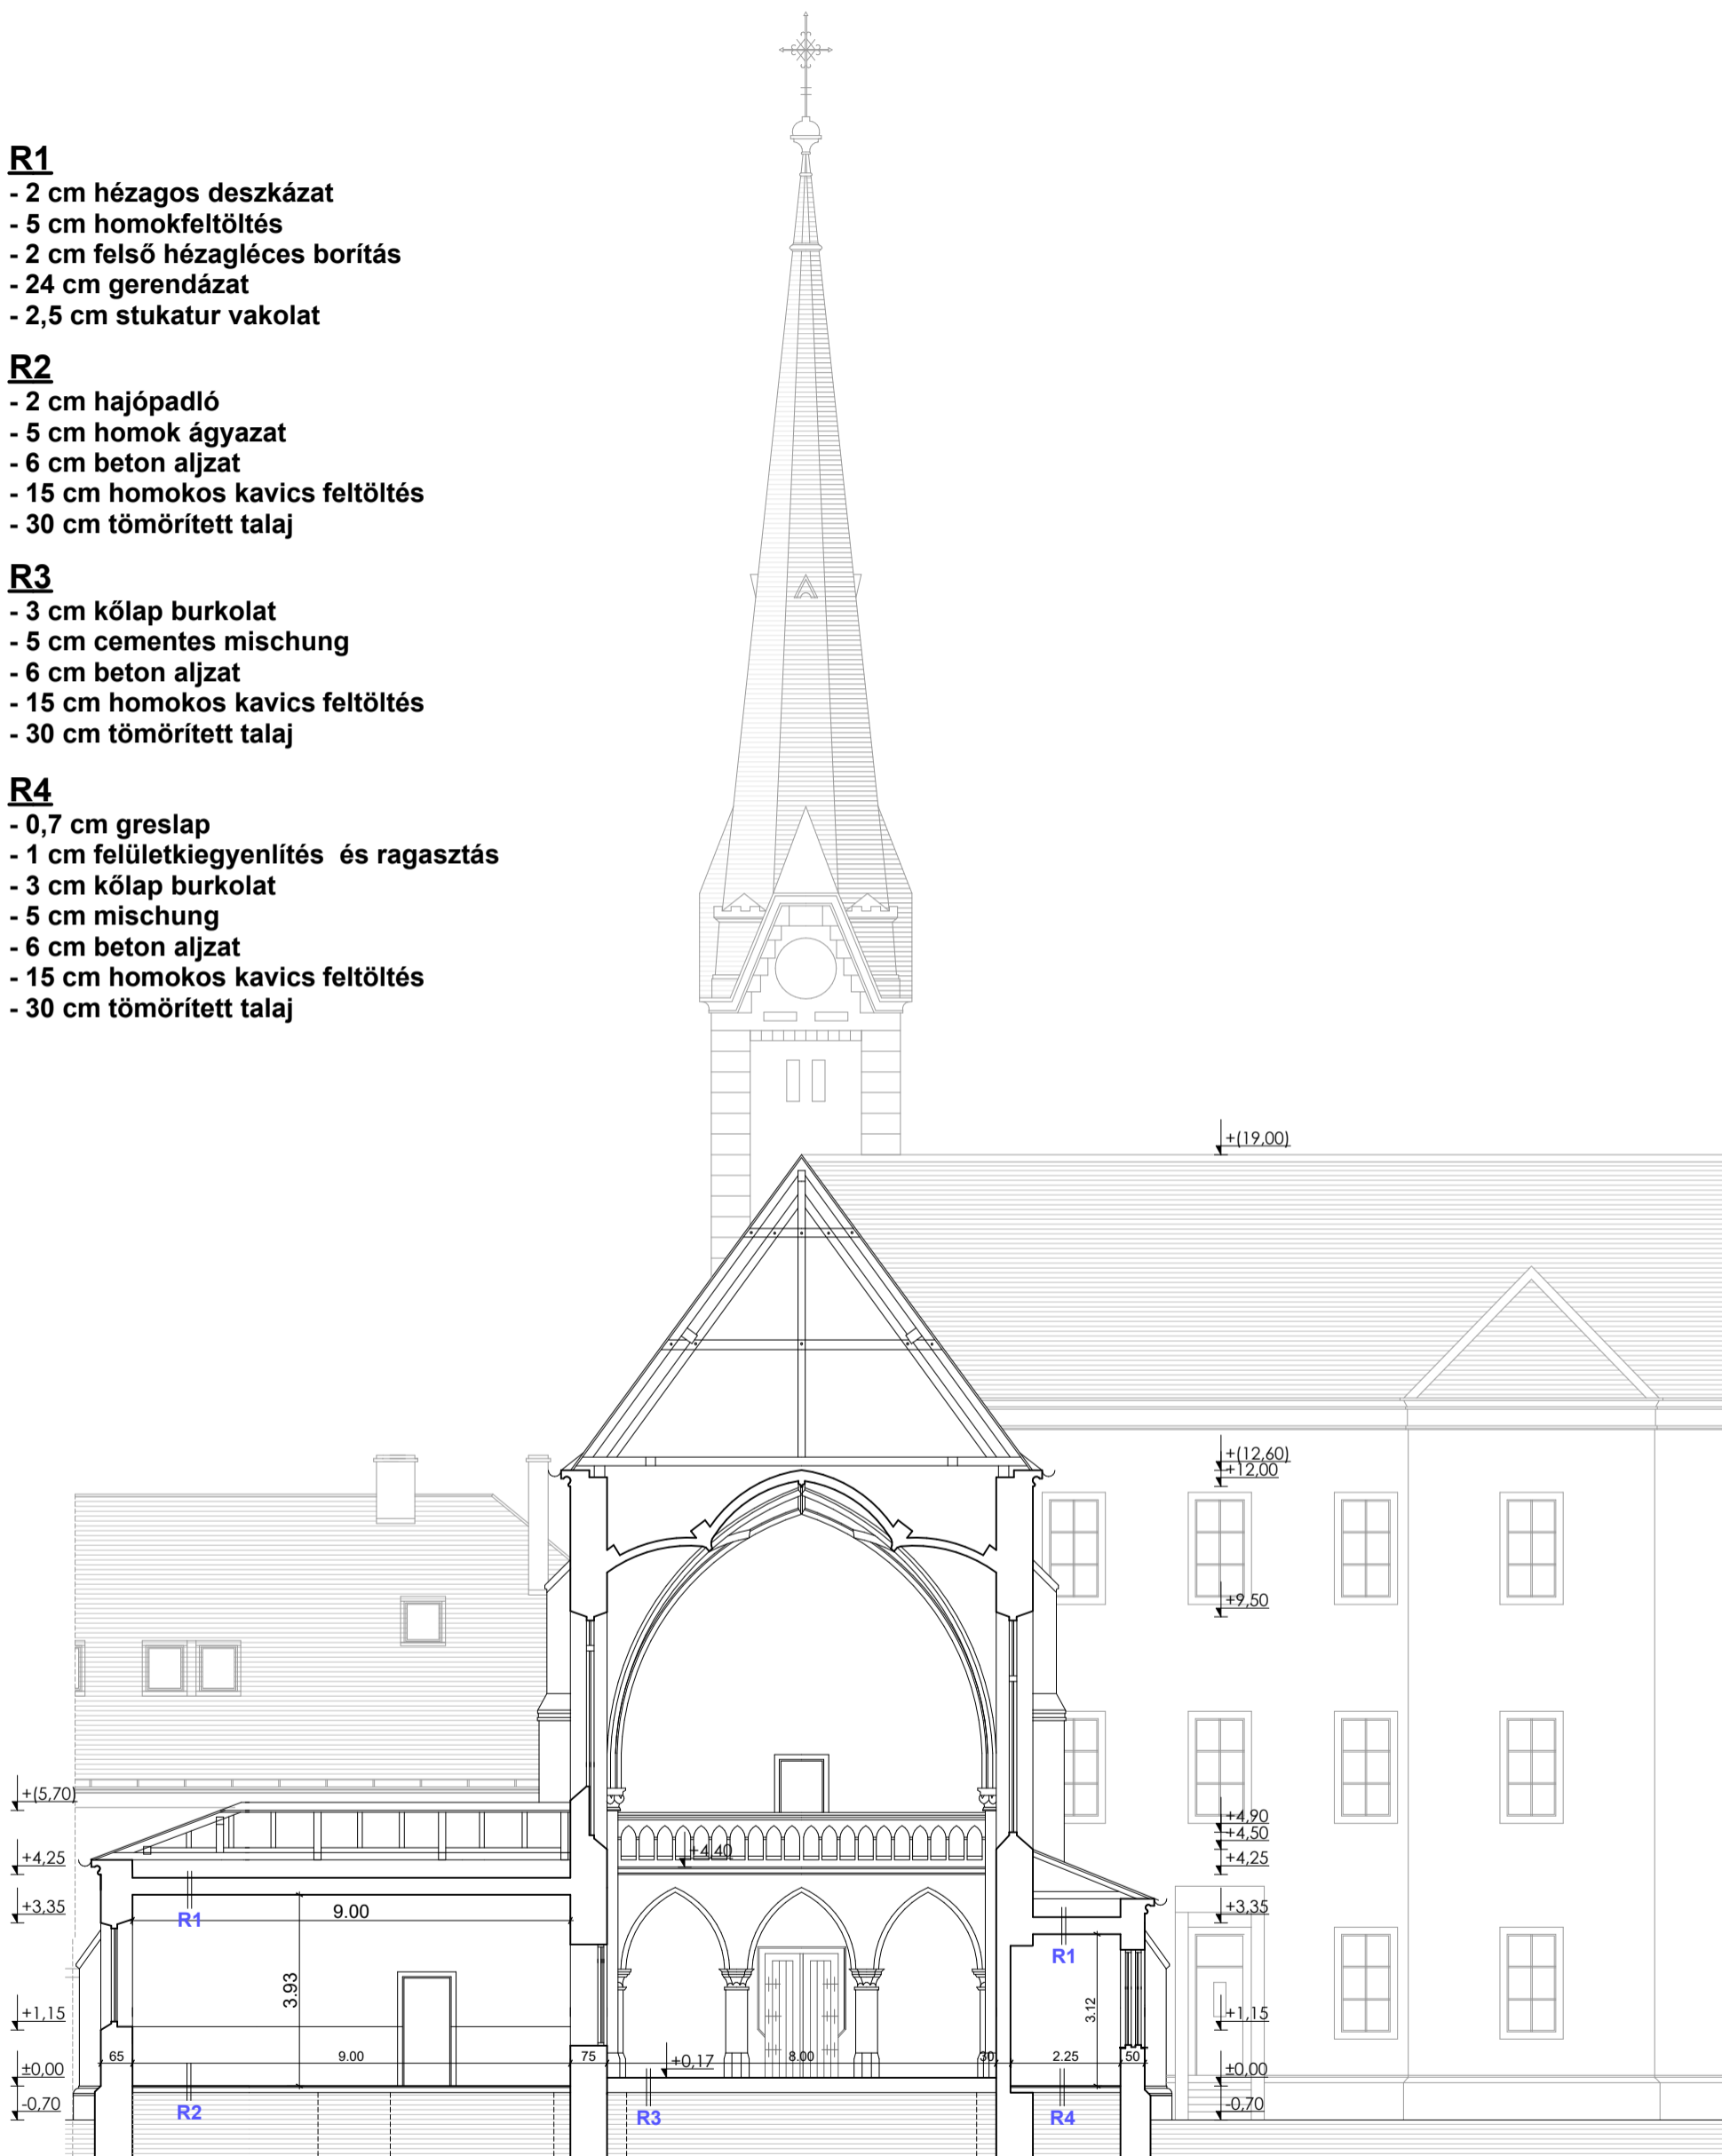 R1
- 2 cm hézagos deszkázat
- 5 cm homokfeltöltés
- 2 cm felső hézagléces borítás
- 24 cm gerendázat
- 2,5 cm stukatur vakolat
R2
- 2 cm hajópadló
- 5 cm homok ágyazat
- 6 cm beton aljzat
- 15 cm homokos kavics feltöltés
- 30 cm tömörített talaj
R3
- 3 cm kőlap burkolat
- 5 cm cementes mischung
- 6 cm beton aljzat
- 15 cm homokos kavics feltöltés
- 30 cm tömörített talaj
R4
- 0,7 cm greslap
- 1 cm felületkiegyenlítés és ragasztás
- 3 cm kőlap burkolat
- 5 cm mischung
- 6 cm beton aljzat
- 15 cm homokos kavics feltöltés
- 30 cm tömörített talaj
+(19,00)
+(12,60)
+12,00
+9,50
+(5,70)
+4,90
+4,50
+4,40
+4,25
+4,25
+3,35
R1
9.00
+3,35
R1
3.93
3.12
+1,15
+1,15
65
9.00
75
+0,17
8.00
30
2.25
50
±0,00
±0,00
-0,70
-0,70
R2
R3
R4